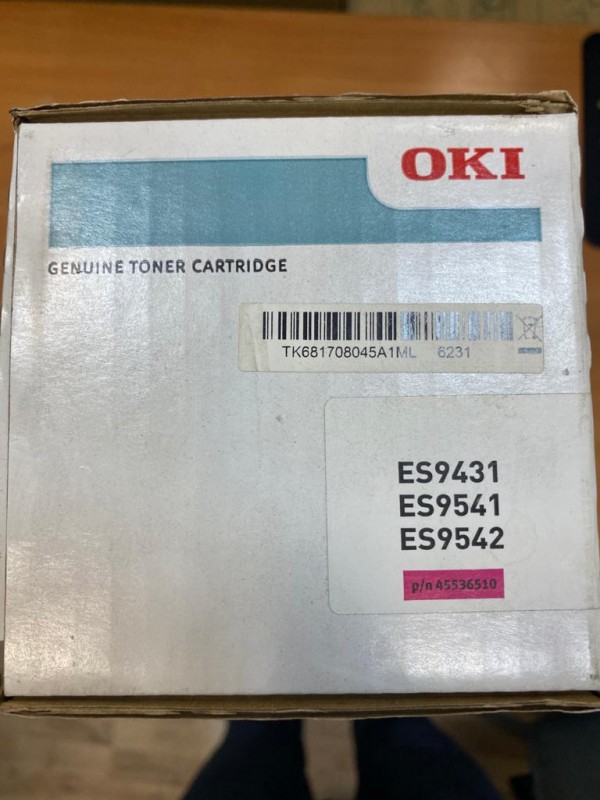 OKI
GENUINE TONER CARTRIDGE
TK681708045A1ML 6231
ES9431
ES9541
ES9542
p/n 45536510